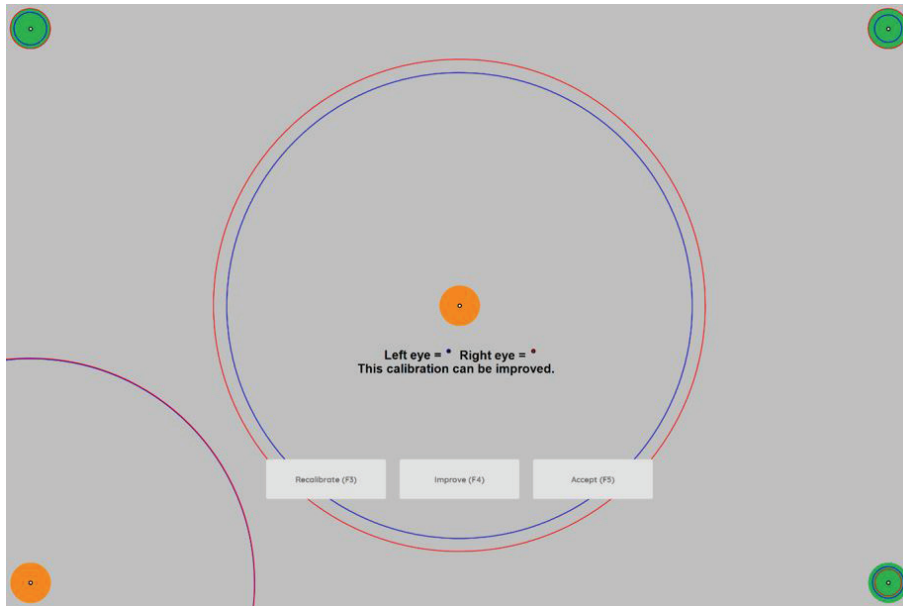 Left eye = Right eye =
This calibration can be improved.
Recalibrate (F3) Improve (F4) Accept (F5)